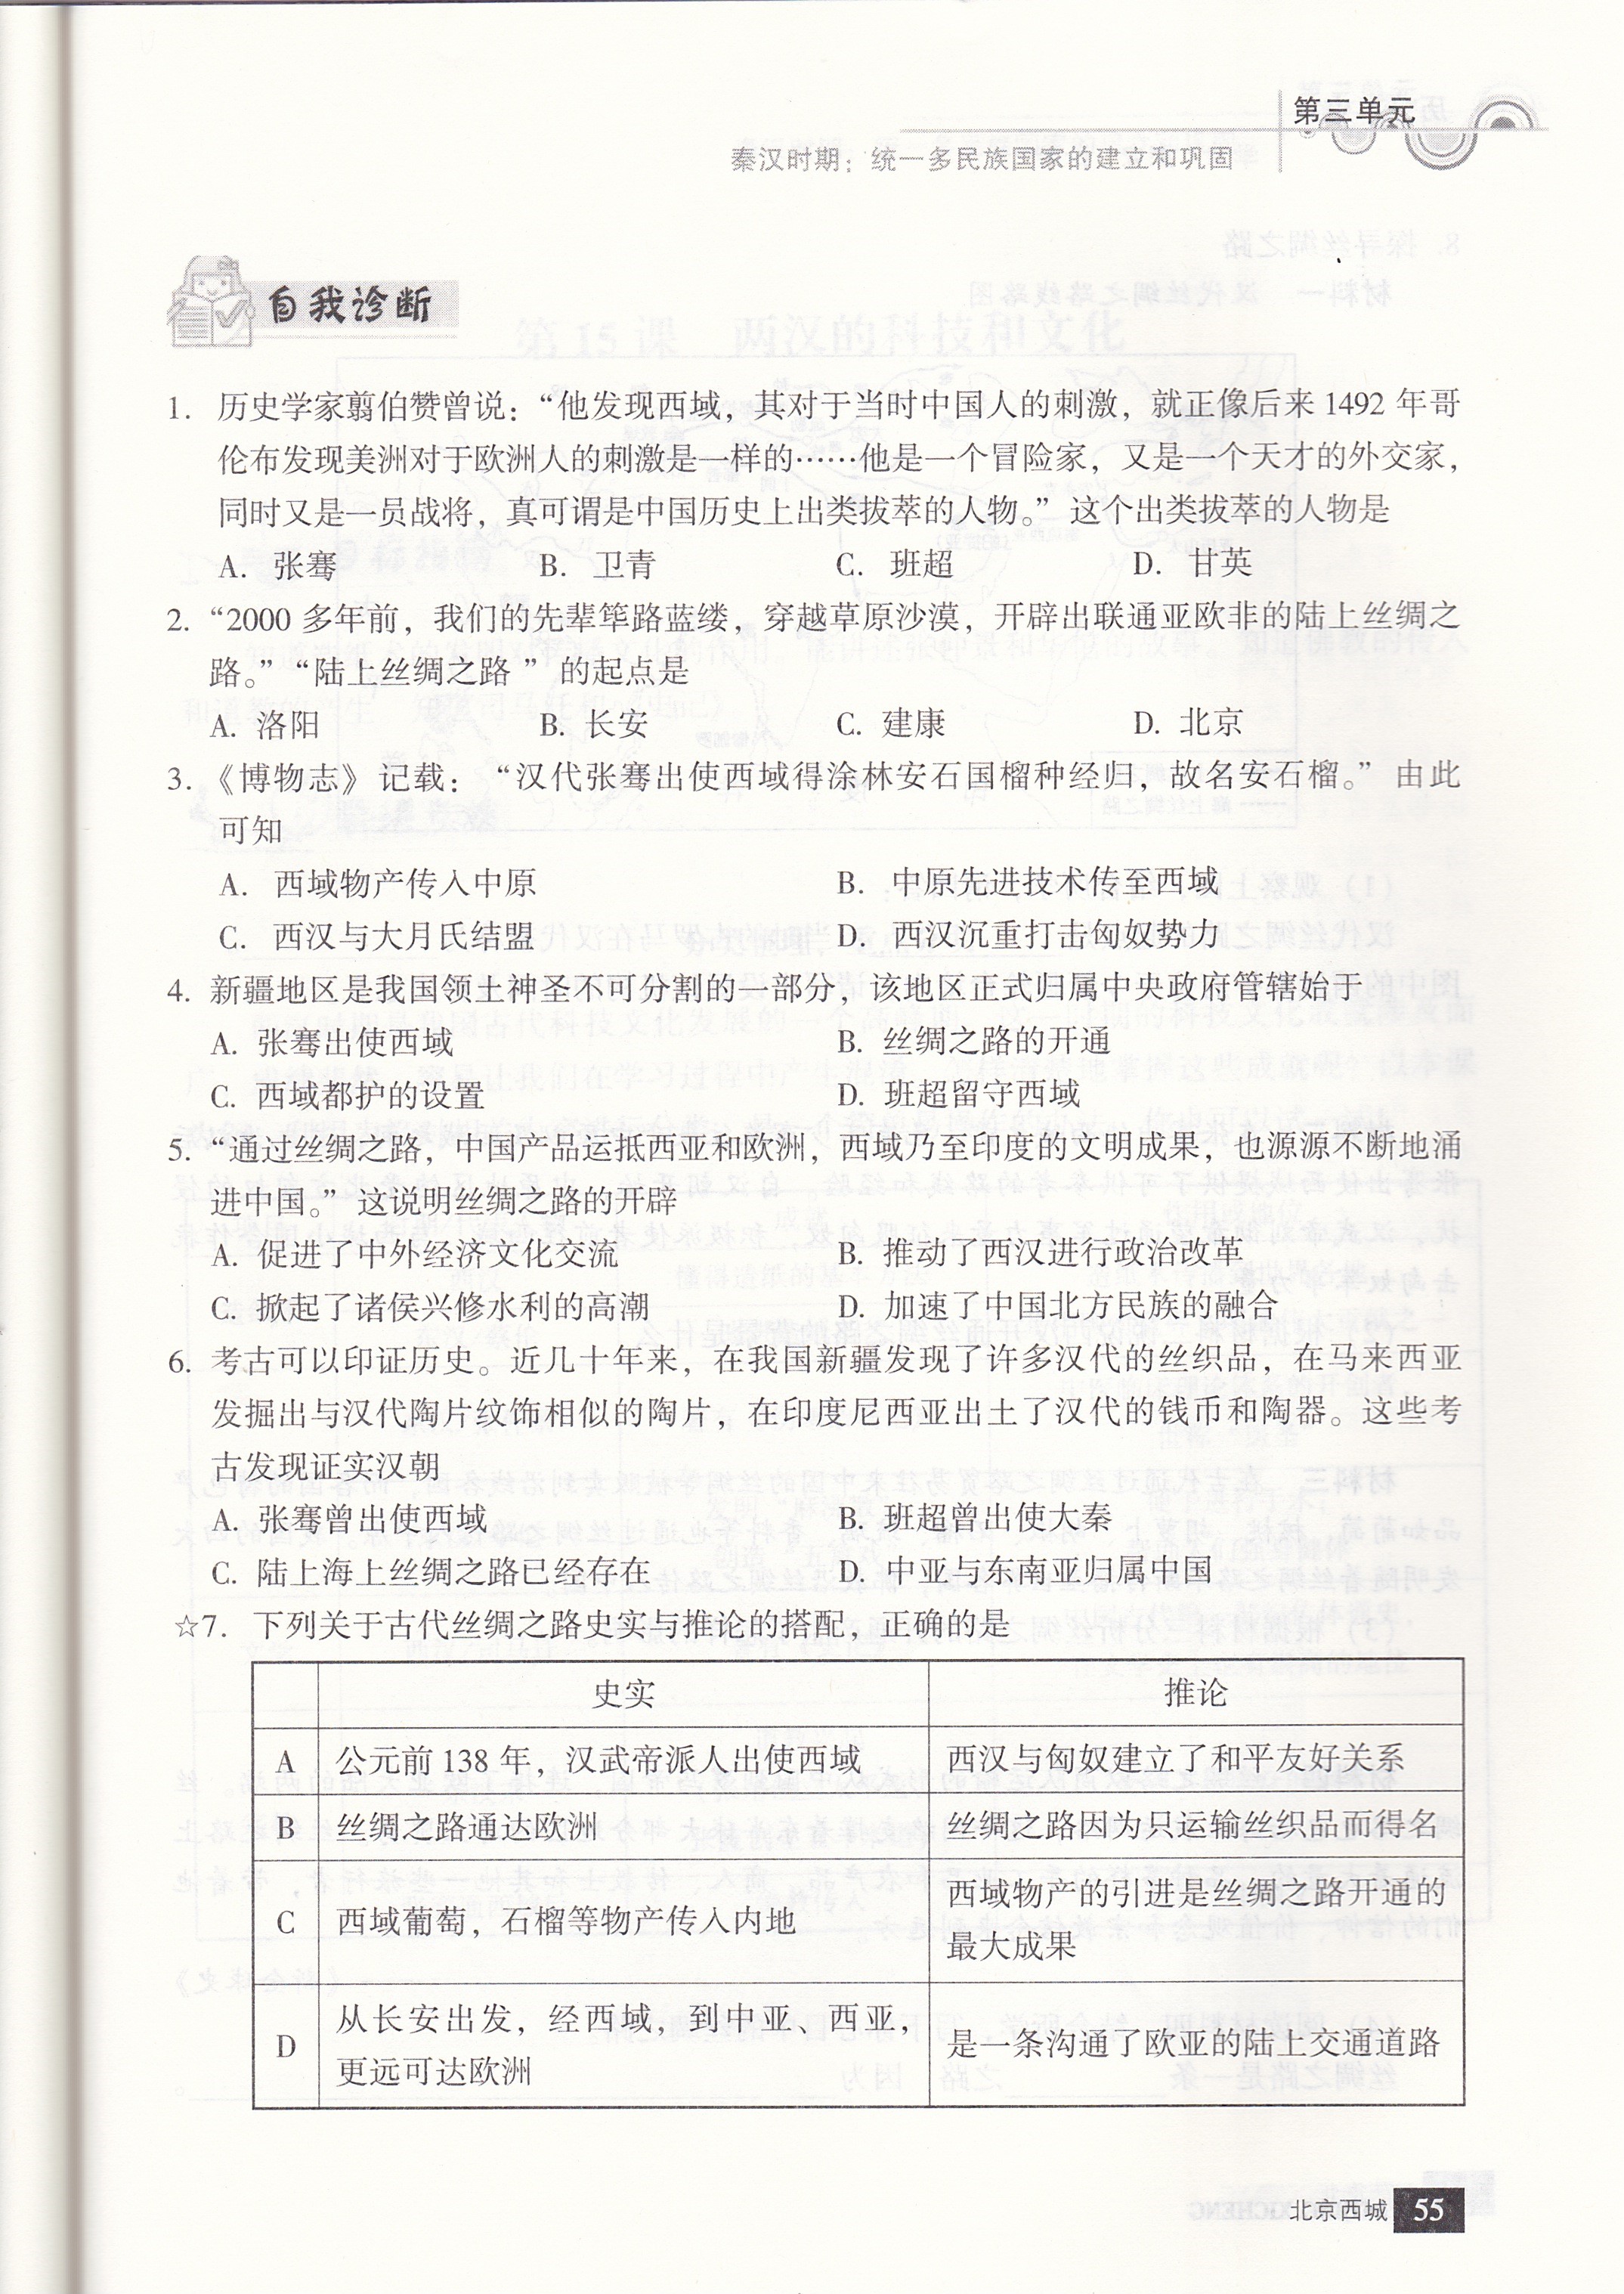 第三单元
秦汉时期：统一多民族国家的建立和巩固
自我诊断
1. 历史学家翦伯赞曾说：“他发现西域，其对于当时中国人的刺激，就正像后来 1492 年哥
伦布发现美洲对于欧洲人的刺激是一样的……他是一个冒险家，又是一个天才的外交家，
同时又是一员战将，真可谓是中国历史上出类拔萃的人物。” 这个出类拔萃的人物是
A. 张骞 B. 卫青 C. 班超 D. 甘英
2. “2000 多年前，我们的先辈筚路蓝缕，穿越草原沙漠，开辟出联通亚欧非的陆上丝绸之
路。”“陆上丝绸之路 ” 的起点是
A. 洛阳 B. 长安 C. 建康 D. 北京
3. 《博物志》记载： “汉代张骞出使西域得涂林安石国榴种经归，故名安石榴。” 由此
可知
A. 西域物产传入中原 B. 中原先进技术传至西域
C. 西汉与大月氏结盟 D. 西汉沉重打击匈奴势力
4. 新疆地区是我国领土神圣不可分割的一部分，该地区正式归属中央政府管辖始于
A. 张骞出使西域 B. 丝绸之路的开通
C. 西域都护的设置 D. 班超留守西域
5. “通过丝绸之路，中国产品运抵西亚和欧洲，西域乃至印度的文明成果，也源源不断地涌
进中国。” 这说明丝绸之路的开辟
A. 促进了中外经济文化交流 B. 推动了西汉进行政治改革
C. 掀起了诸侯兴修水利的高潮 D. 加速了中国北方民族的融合
6. 考古可以印证历史。近几十年来，在我国新疆发现了许多汉代的丝织品，在马来西亚
发掘出与汉代陶片纹饰相似的陶片，在印度尼西亚出土了汉代的钱币和陶器。这些考
古发现证实汉朝
A. 张骞曾出使西域 B. 班超曾出使大秦
C. 陆上海上丝绸之路已经存在 D. 中亚与东南亚归属中国
☆7. 下列关于古代丝绸之路史实与推论的搭配，正确的是
史实 推论
A 公元前 138 年，汉武帝派人出使西域 西汉与匈奴建立了和平友好关系
B 丝绸之路通达欧洲 丝绸之路因为只运输丝织品而得名
C 西域葡萄，石榴等物产传入内地 西域物产的引进是丝绸之路开通的
最大成果
D 从长安出发，经西域，到中亚、西亚，
更远可达欧洲 是一条沟通了欧亚的陆上交通道路
北京西城 55